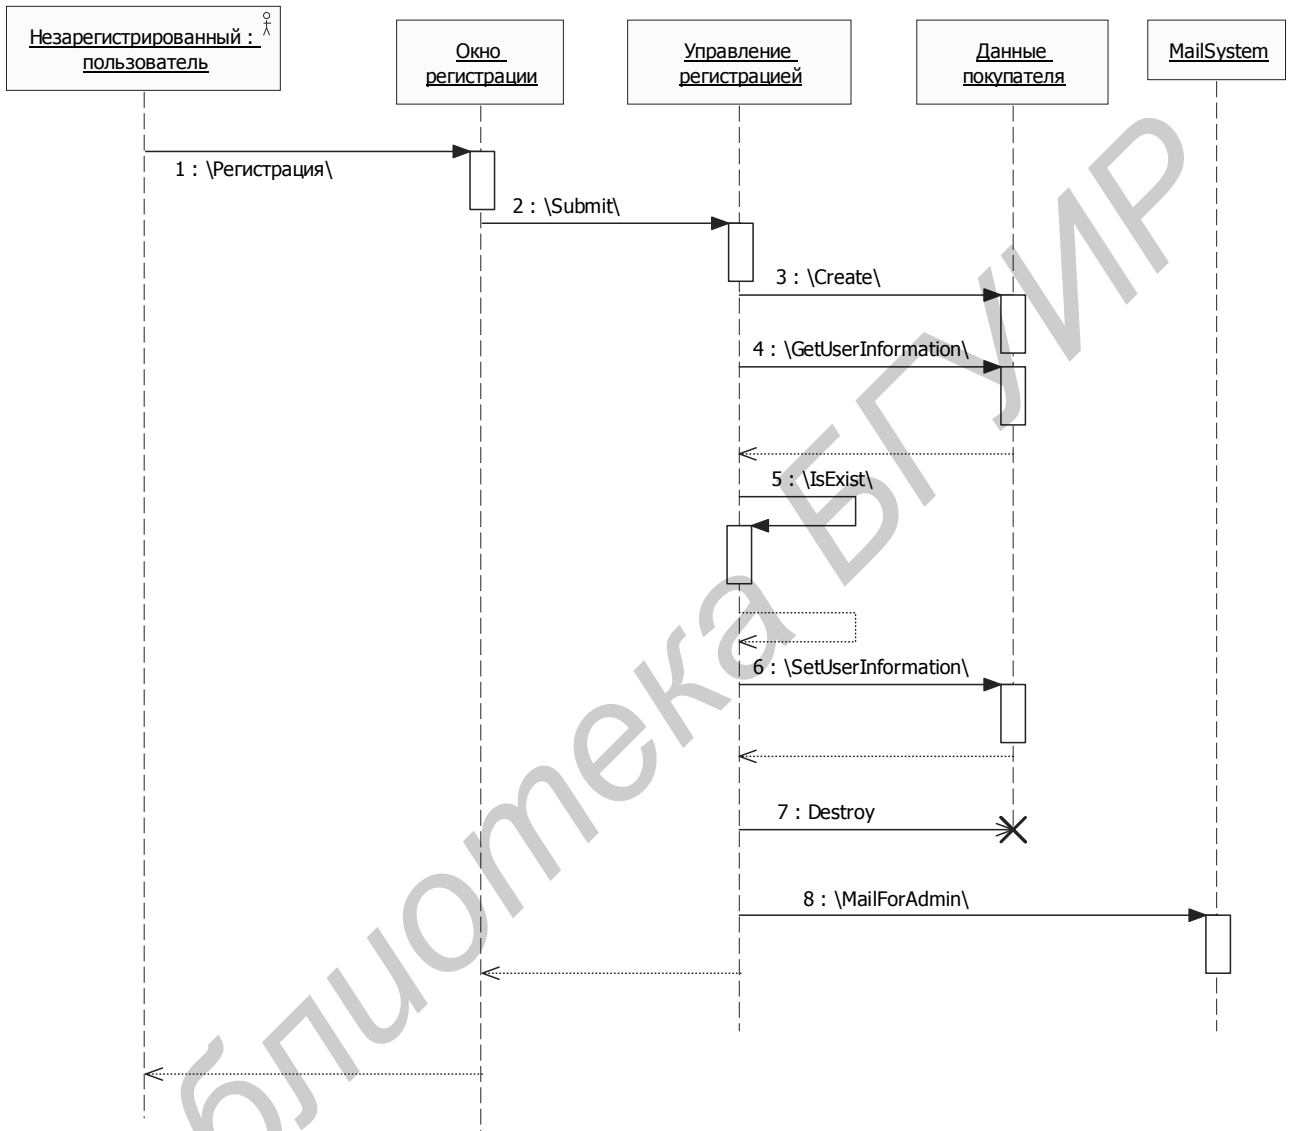 Незарегистрированный :
пользователь
Окно
регистрации
Управление
регистрацией
Данные
покупателя
MailSystem
1 : \Регистрация\
2 : \Submit\
3 : \Create\
4 : \GetUserInformation\
5 : \IsExist\
6 : \SetUserInformation\
7 : Destroy
8 : \MailForAdmin\
блиотека БГУИР